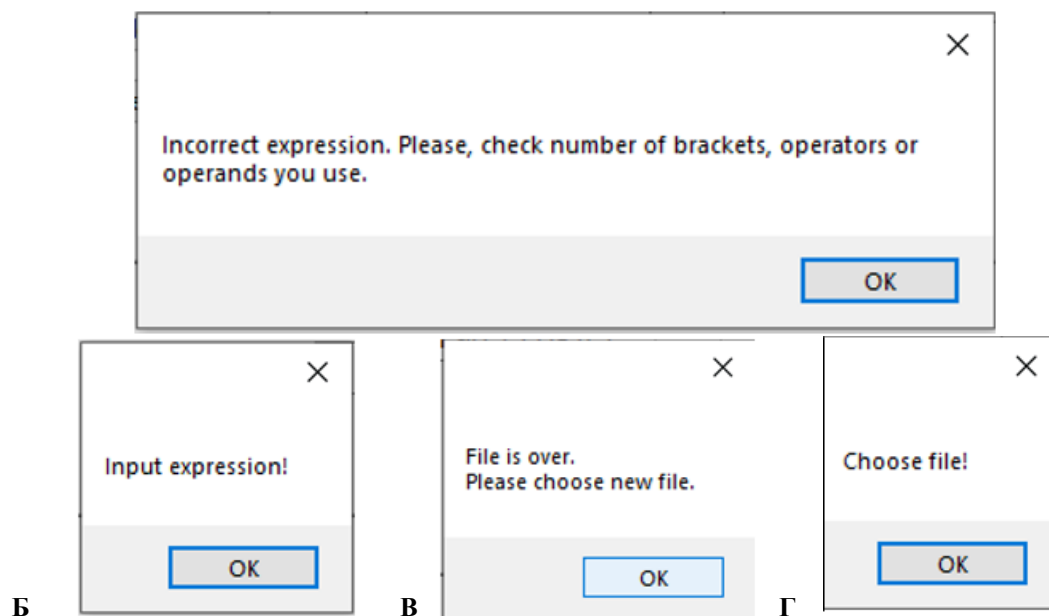 Incorrect expression. Please, check number of brackets, operators or
operands you use.
OK
Input expression!
OK
Б
File is over.
Please choose new file.
OK
В
Choose file!
OK
Г